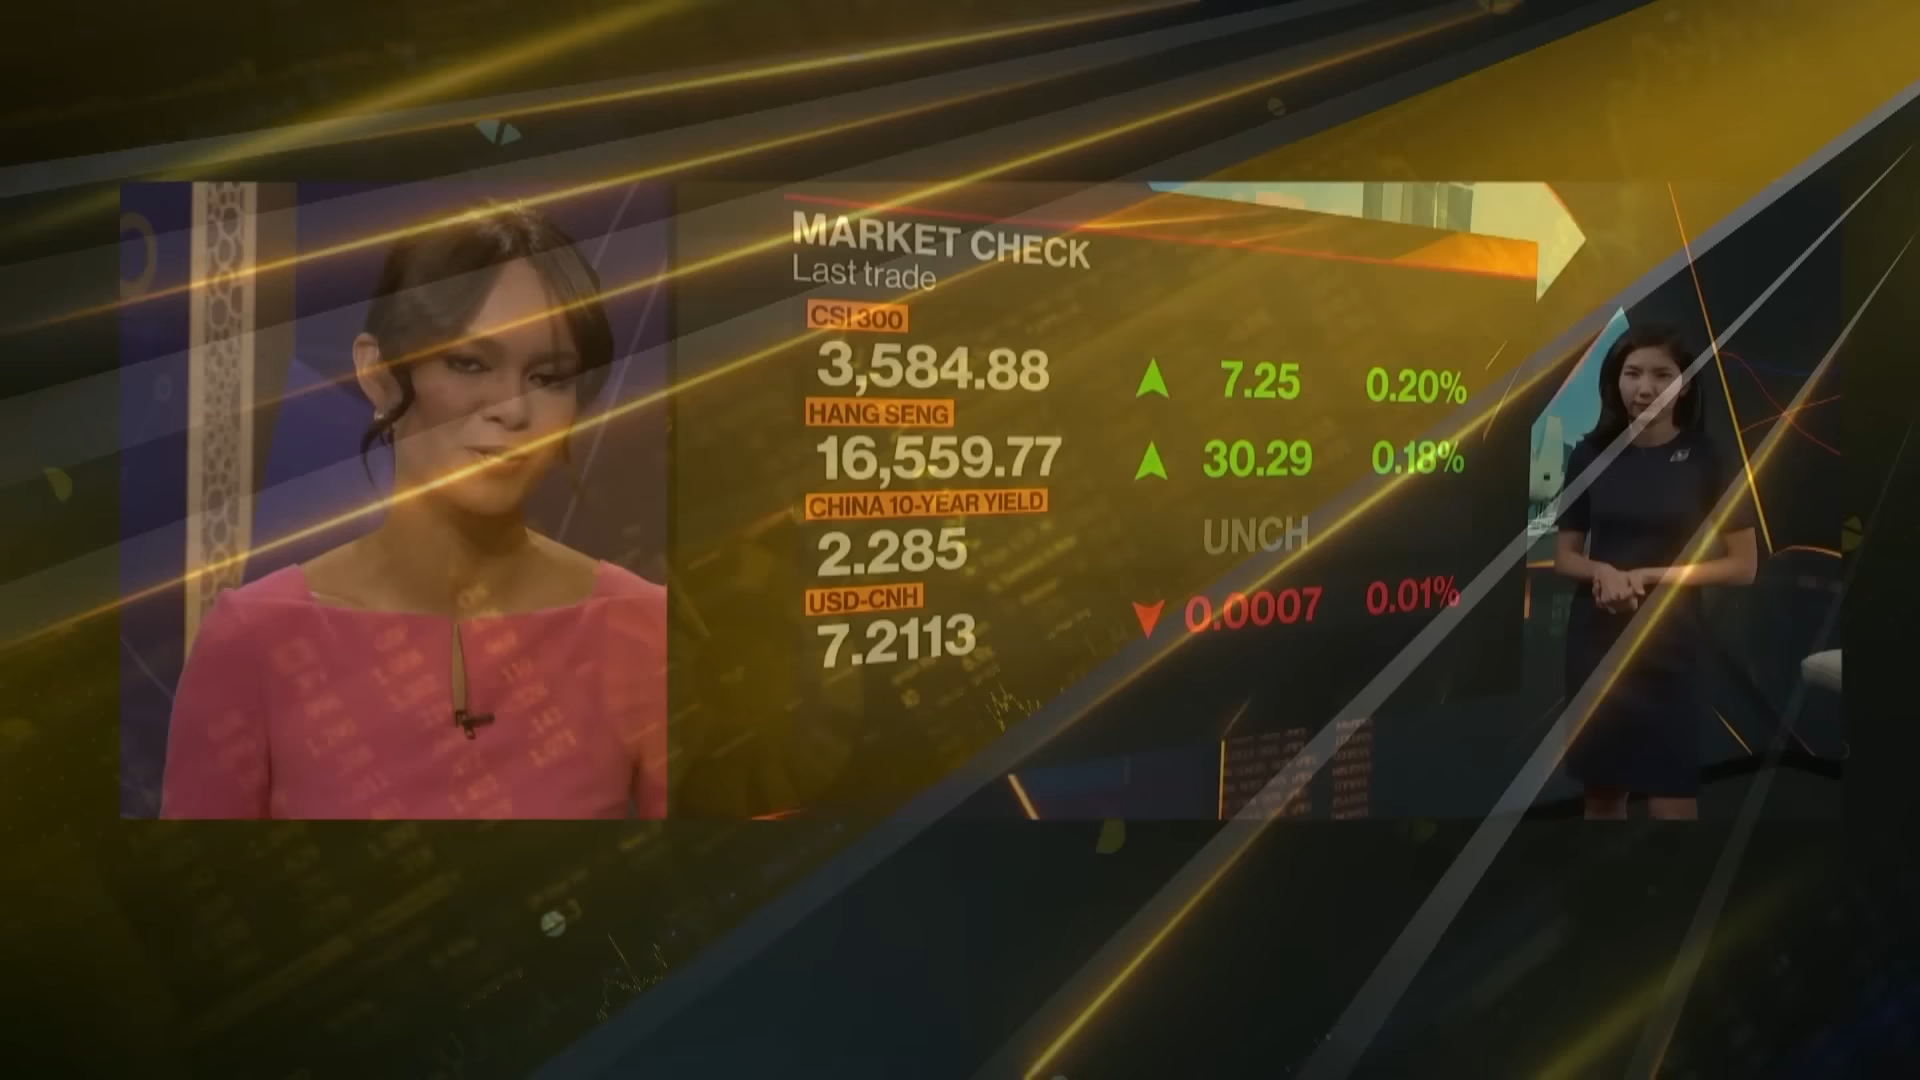 MARKET CHECK
Last trade
CSI 300
3,584.88 7.25 0.20%
HANG SENG
16,559.77 30.29 0.18%
CHINA 10-YEAR YIELD
2.285 UNCH
USD-CNH
7.2113 0.0007 0.01%